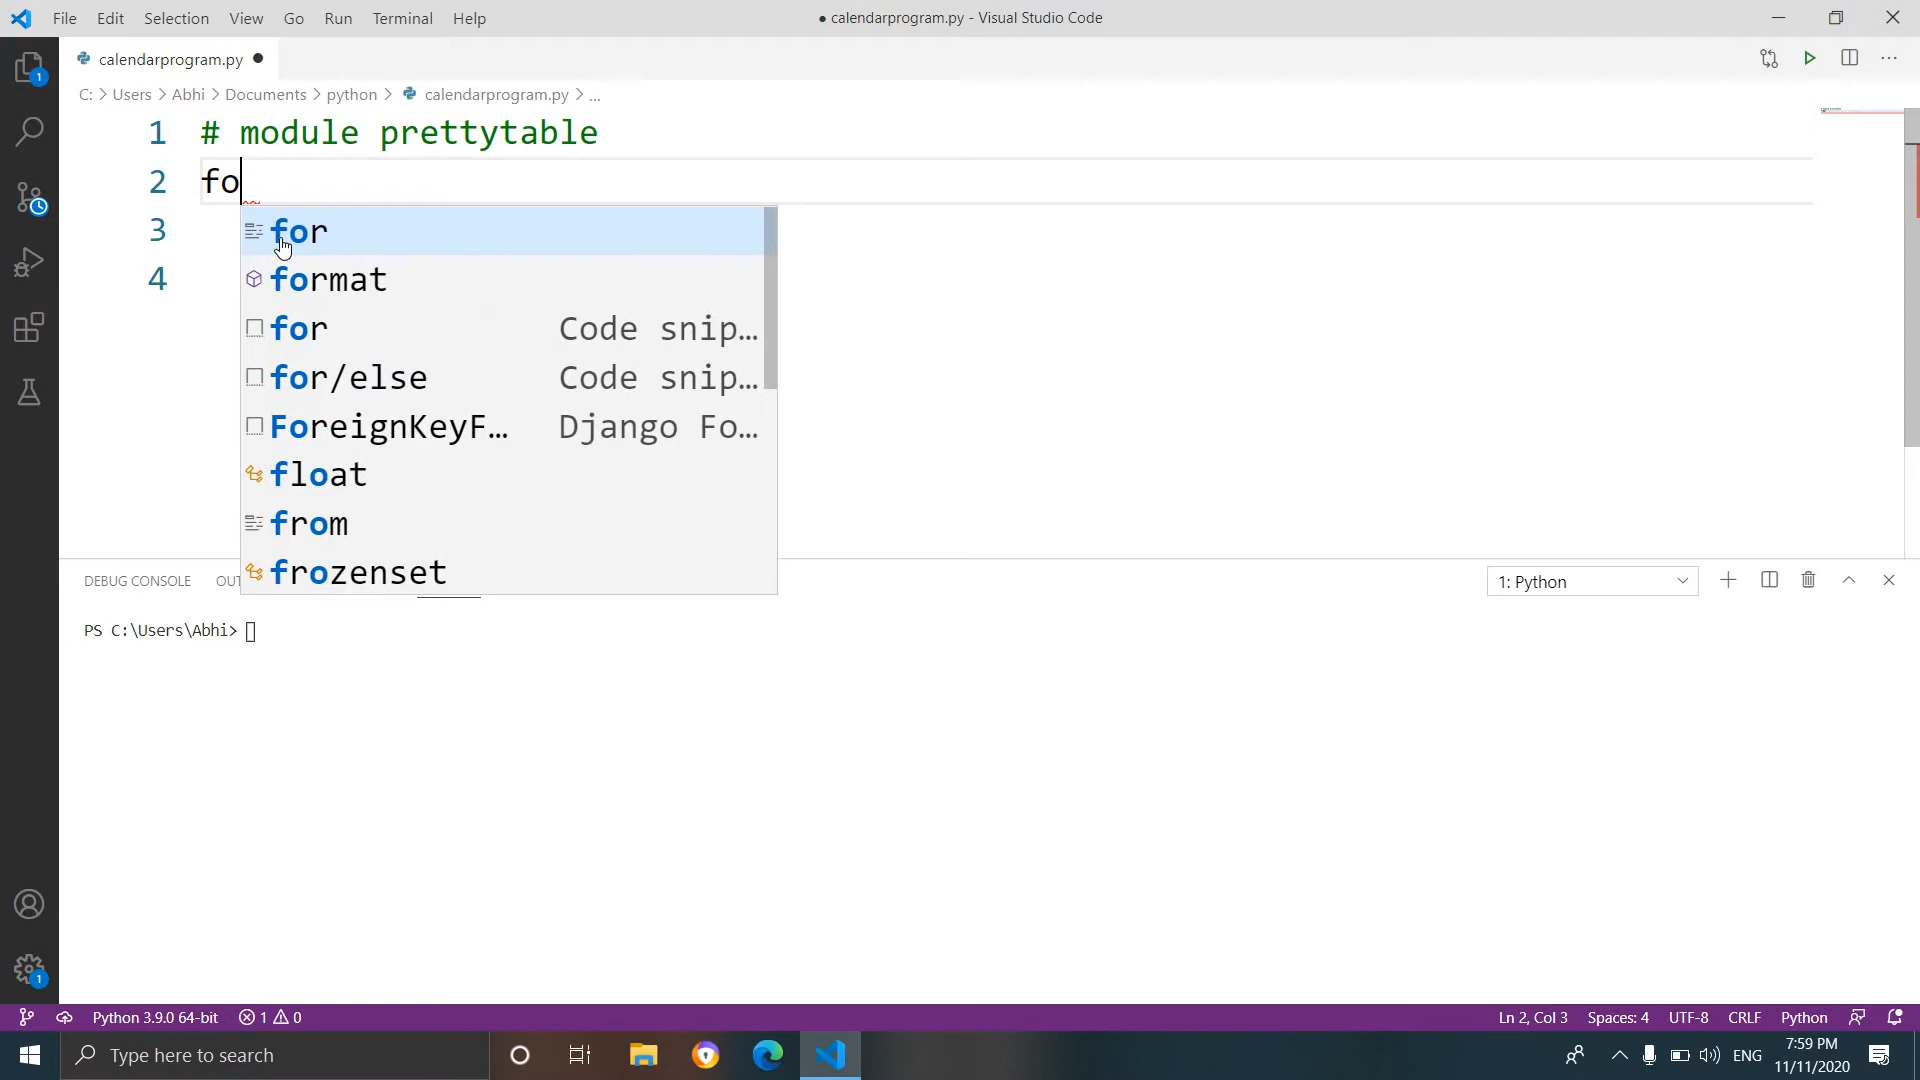 File Edit Selection View Go Run Terminal Help
● calendarprogram.py - Visual Studio Code
calendarprogram.py ●
C: > Users > Abhi > Documents > python > calendarprogram.py > ...
1 # module prettytable
2 fo
3
4
for
format
for Code snip…
for/else Code snip…
ForeignKeyF… Django Fo…
float
from
frozenset
DEBUG CONSOLE OUT
1: Python
PS C:\Users\Abhi>
1
1
Python 3.9.0 64-bit 1 0
Ln 2, Col 3 Spaces: 4 UTF-8 CRLF Python
Type here to search
ENG
7:59 PM
11/11/2020